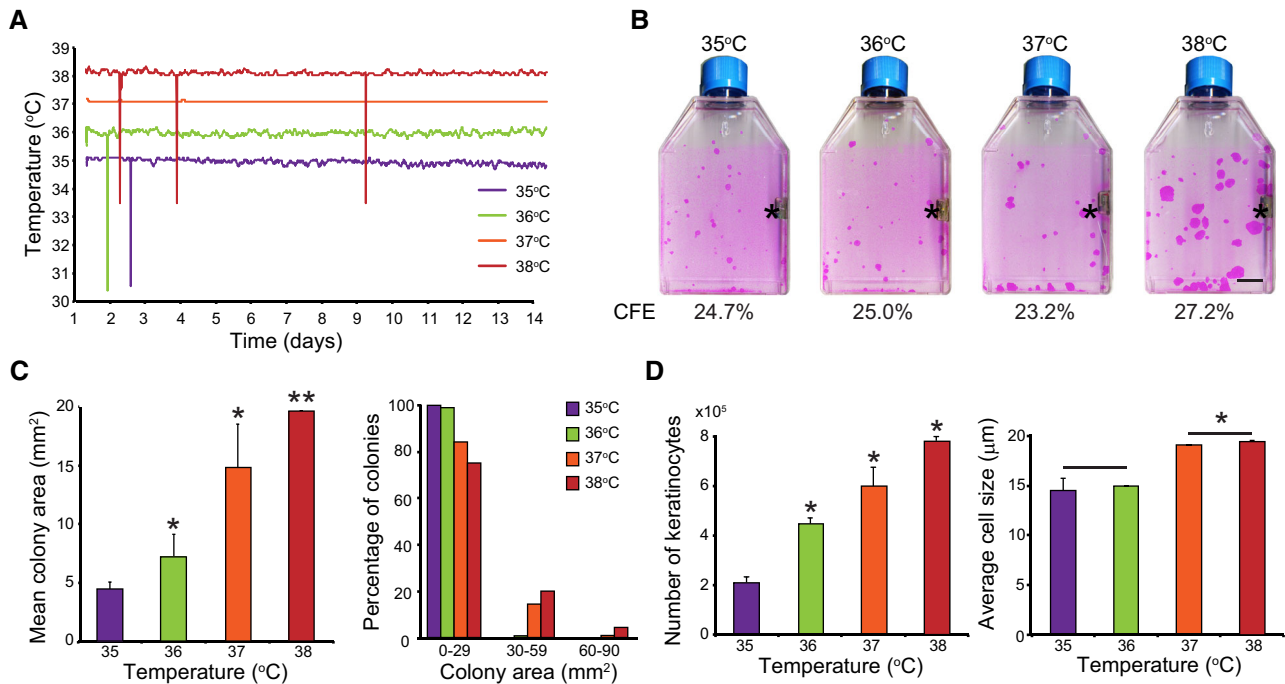 A
Temperature (°C)
39
38
37
36
35
34
33
32
31
30
35°C
36°C
37°C
38°C
1 2 3 4 5 6 7 8 9 10 11 12 13 14
Time (days)
B
35°C 36°C 37°C 38°C
* * * *
CFE 24.7% 25.0% 23.2% 27.2%
C
Mean colony area (mm²)
20
15
10
5
0
* * **
35 36 37 38
Temperature (°C)
Percentage of colonies
100
80
60
40
20
0
35°C
36°C
37°C
38°C
0-29 30-59 60-90
Colony area (mm²)
D
Number of keratinocytes
x10⁵
8
6
4
2
0
* * *
35 36 37 38
Temperature (°C)
Average cell size (μm)
20
15
10
5
0
*
35 36 37 38
Temperature (°C)